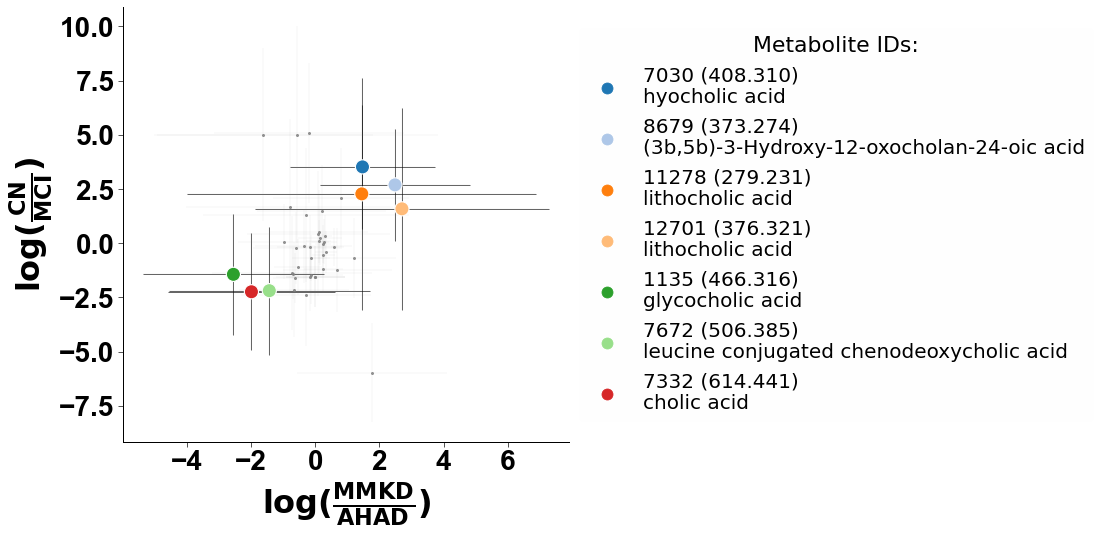 10.0
7.5
5.0
2.5
0.0
−2.5
−5.0
−7.5
log(CN/MCI)
−4 −2 0 2 4 6
log(MMKD/AHAD)
Metabolite IDs:
7030 (408.310)
hyocholic acid
8679 (373.274)
(3b,5b)-3-Hydroxy-12-oxocholan-24-oic acid
11278 (279.231)
lithocholic acid
12701 (376.321)
lithocholic acid
1135 (466.316)
glycocholic acid
7672 (506.385)
leucine conjugated chenodeoxycholic acid
7332 (614.441)
cholic acid